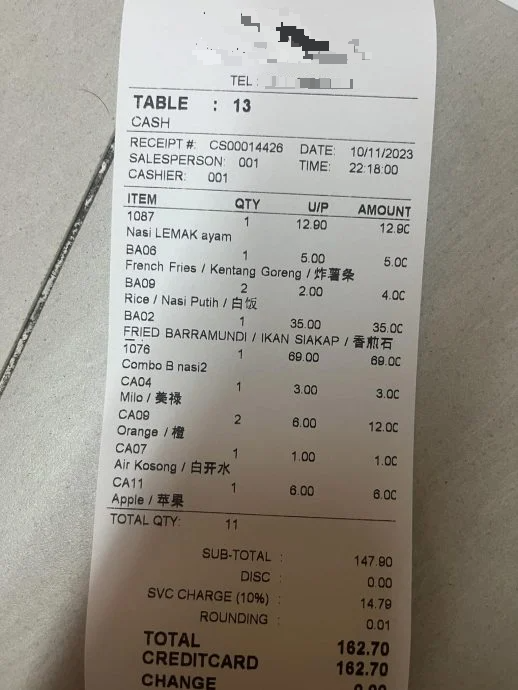 TEL :
TABLE : 13
CASH
RECEIPT #: CS00014426 DATE: 10/11/2023
SALESPERSON: 001 TIME: 22:18:00
CASHIER: 001
ITEM QTY U/P AMOUNT
1087 1 12.90 12.90
Nasi LEMAK ayam
BA06 1 5.00 5.00
French Fries / Kentang Goreng / 炸薯条
BA09 2 2.00 4.00
Rice / Nasi Putih / 白饭
BA02 1 35.00 35.00
FRIED BARRAMUNDI / IKAN SIAKAP / 香煎石
1076 1 69.00 69.00
Combo B nasi2
CA04 1 3.00 3.00
Milo / 美禄
CA09 2 6.00 12.00
Orange / 橙
CA07 1 1.00 1.00
Air Kosong / 白开水
CA11 1 6.00 6.00
Apple / 苹果
TOTAL QTY: 11
SUB-TOTAL : 147.90
DISC : 0.00
SVC CHARGE (10%) : 14.79
ROUNDING : 0.01
TOTAL 162.70
CREDITCARD 162.70
CHANGE 0.00